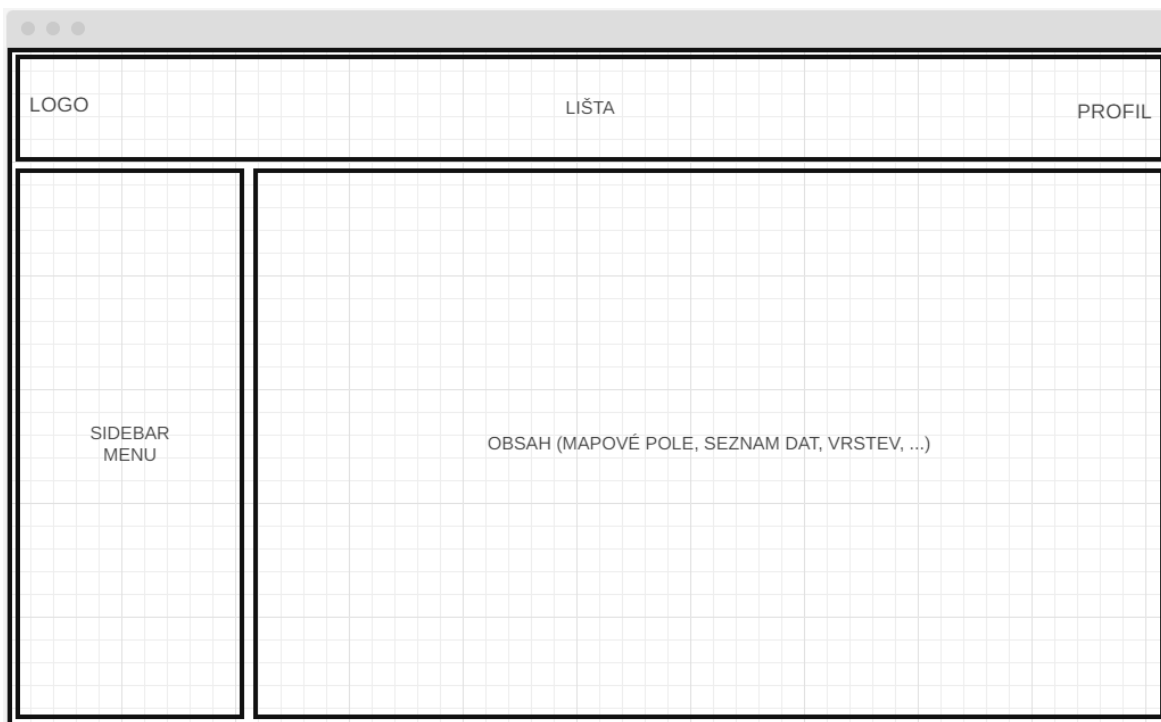 LOGO
LIŠTA
PROFIL
SIDEBAR
MENU
OBSAH (MAPOVÉ POLE, SEZNAM DAT, VRSTEV, ...)